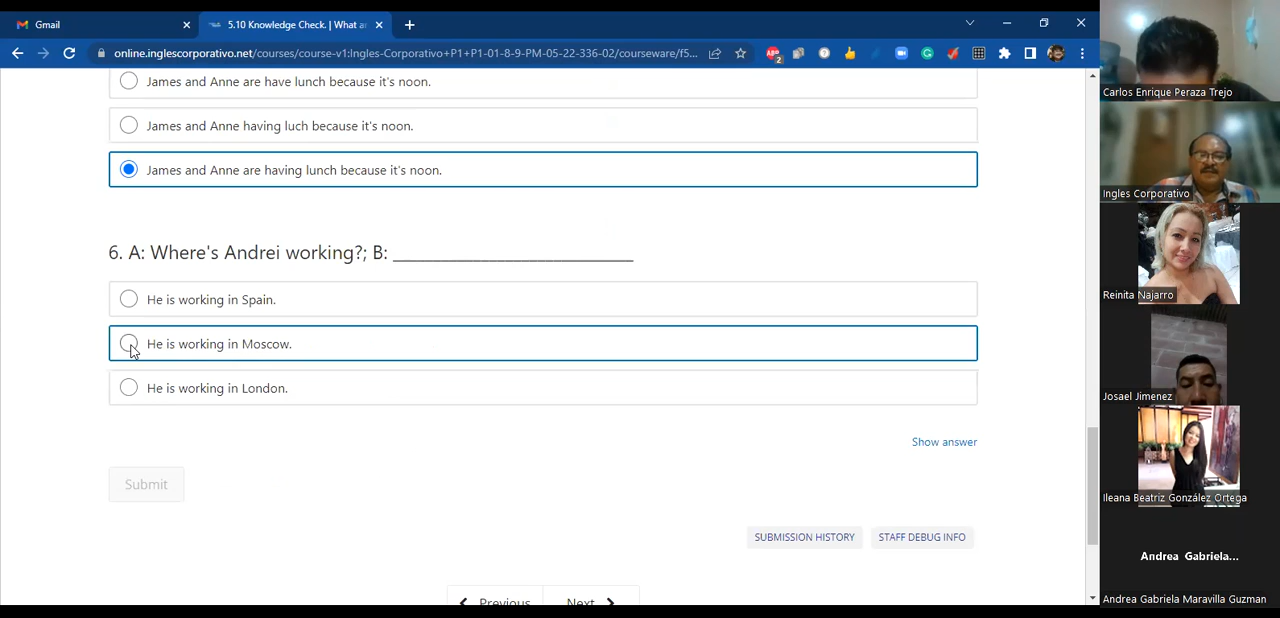 Gmail
5.10 Knowledge Check. | What a
online.inglescorporativo.net/courses/course-v1:Ingles-Corporativo+P1+P1-01-8-9-PM-05-22-336-02/courseware/f5...
2
James and Anne are have lunch because it's noon.
James and Anne having luch because it's noon.
James and Anne are having lunch because it's noon.
6. A: Where's Andrei working?; B: ________________________
He is working in Spain.
He is working in Moscow.
He is working in London.
Show answer
Submit
SUBMISSION HISTORY
STAFF DEBUG INFO
Previous
Next
Carlos Enrique Peraza Trejo
Ingles Corporativo
Reinita Najarro
Josael Jimenez
Ileana Beatriz González Ortega
Andrea Gabriela...
Andrea Gabriela Maravilla Guzman